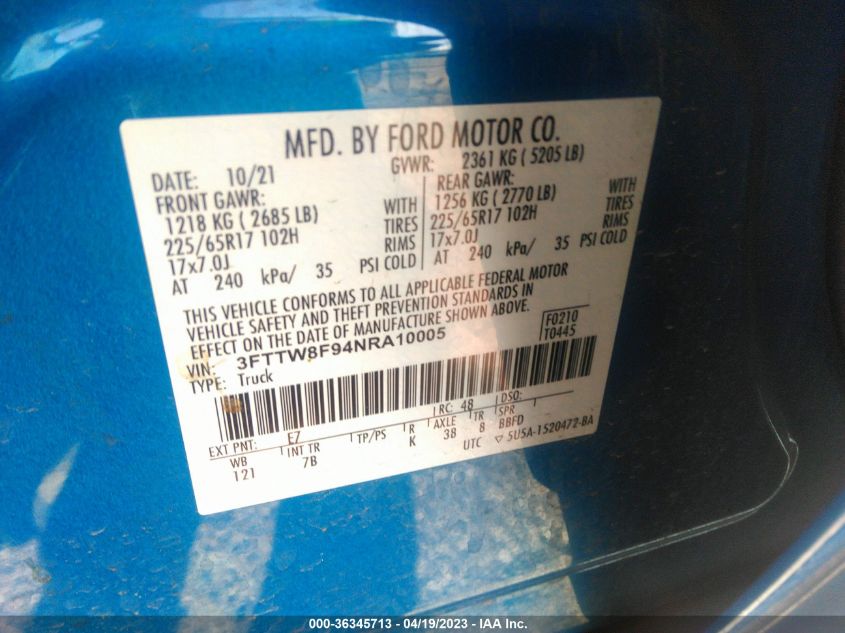 MFD. BY FORD MOTOR CO.
DATE: 10/21 GVWR: 2361 KG ( 5205 LB)
FRONT GAWR: REAR GAWR:
1218 KG ( 2685 LB) WITH 1256 KG ( 2770 LB) WITH
225/65R17 102H TIRES 225/65R17 102H TIRES
17x7.0J RIMS 17x7.0J RIMS
AT 240 kPa/ 35 PSI COLD AT 240 kPa/ 35 PSI COLD
THIS VEHICLE CONFORMS TO ALL APPLICABLE FEDERAL MOTOR
VEHICLE SAFETY AND THEFT PREVENTION STANDARDS IN
EFFECT ON THE DATE OF MANUFACTURE SHOWN ABOVE.
VIN: 3FTTW8F94NRA10005 F0210
TYPE: Truck T0445
EXT PNT: E7 RC: 48 DSO:
WB INT TR TP/PS R AXLE TR SPR
121 7B K 38 8 BBFD
UTC ▽ 5U5A-1520472-BA
000-36345713 - 04/19/2023 - IAA Inc.